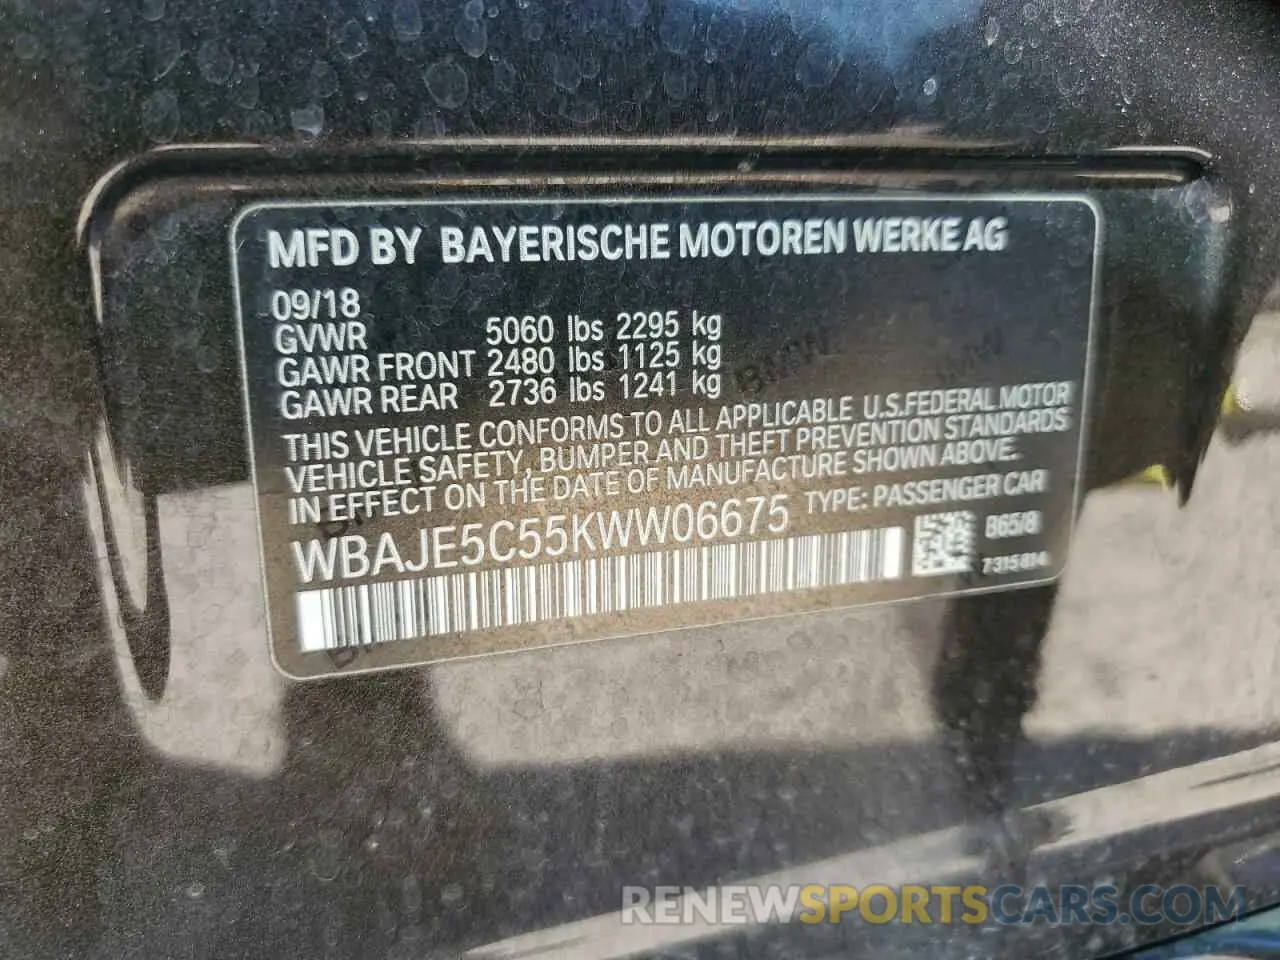 MFD BY BAYERISCHE MOTOREN WERKE AG
09/18
GVWR 5060 lbs 2295 kg
GAWR FRONT 2480 lbs 1125 kg
GAWR REAR 2736 lbs 1241 kg
THIS VEHICLE CONFORMS TO ALL APPLICABLE U.S.FEDERAL MOTOR
VEHICLE SAFETY, BUMPER AND THEFT PREVENTION STANDARDS
IN EFFECT ON THE DATE OF MANUFACTURE SHOWN ABOVE.
WBAJE5C55KWW06675 TYPE: PASSENGER CAR
B65/8
7315814
RENEWSPORTSCARS.COM